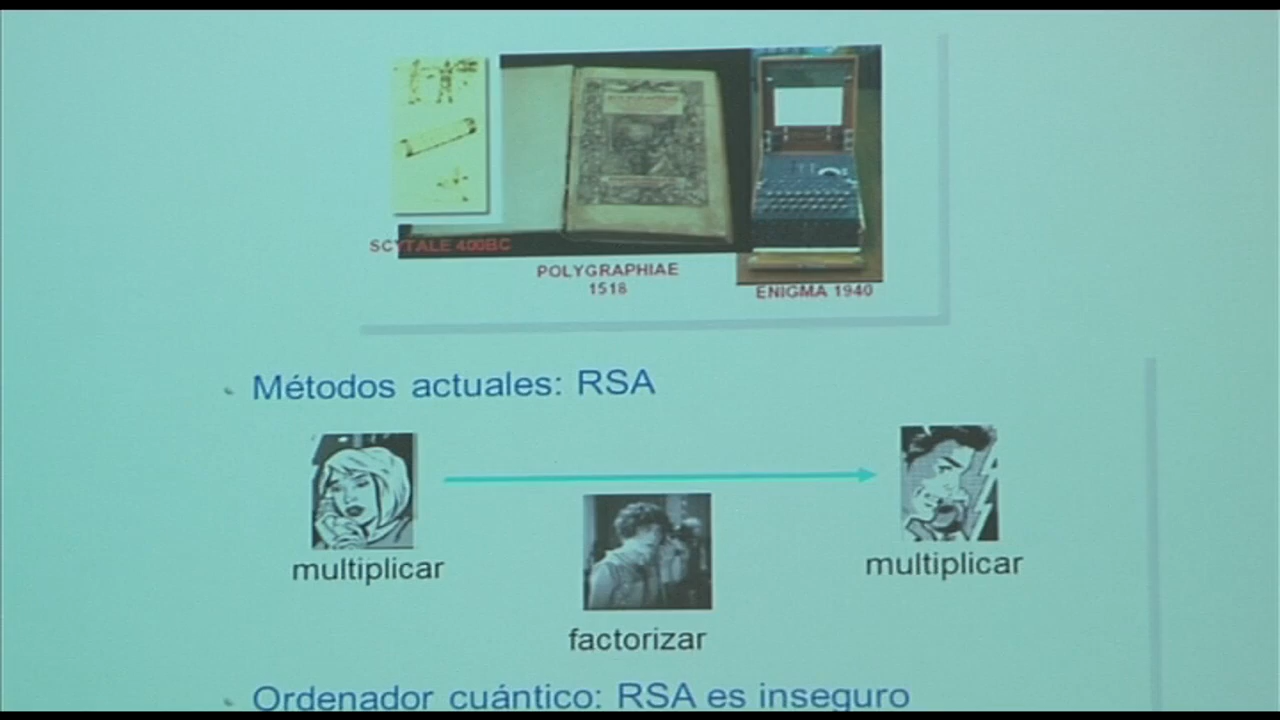 SCYTALE 400BC
POLYGRAPHIAE
1518
ENIGMA 1940
Métodos actuales: RSA
multiplicar
multiplicar
factorizar
Ordenador cuántico: RSA es inseguro